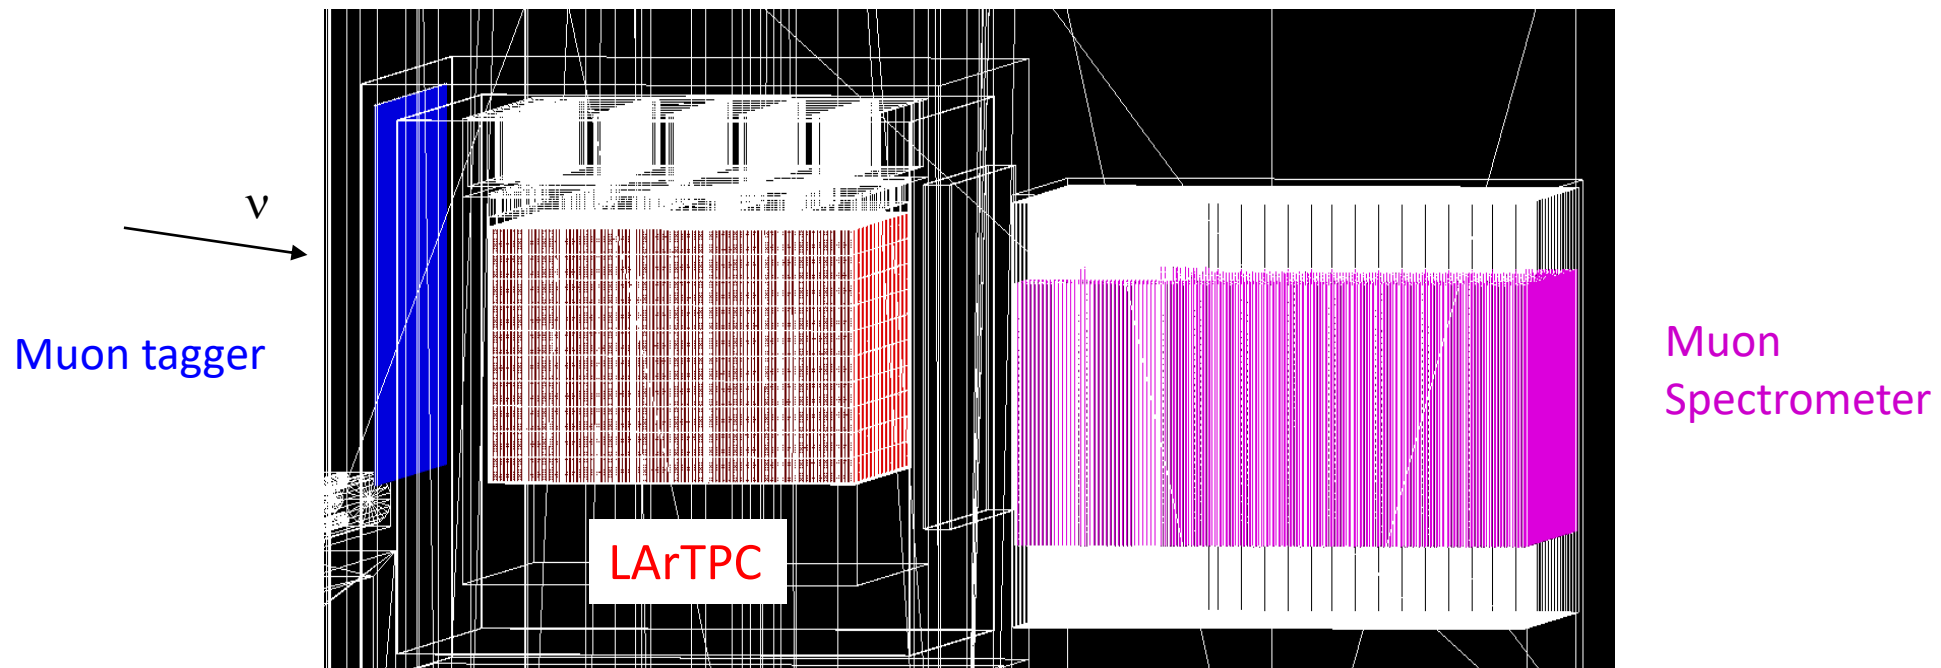 ν
Muon tagger
LArTPC
Muon
Spectrometer